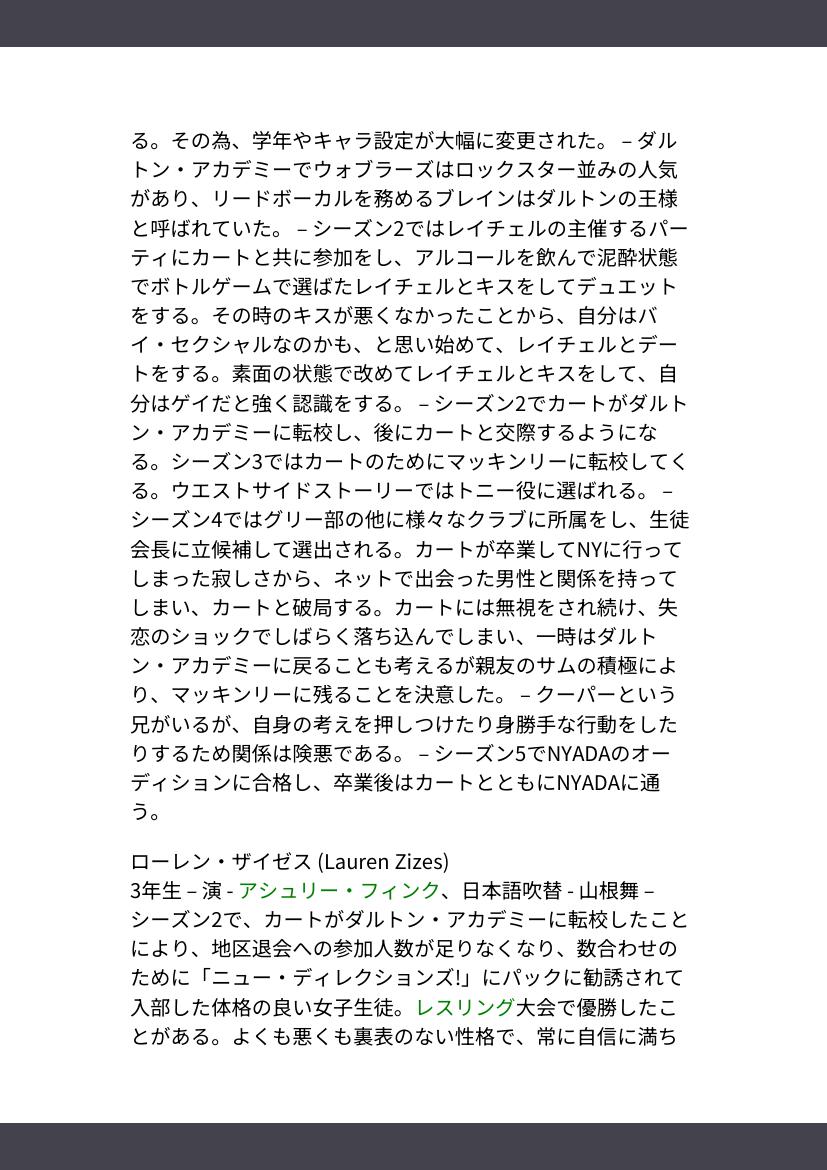 る。その為、学年やキャラ設定が大幅に変更された。 – ダル
トン・アカデミーでウォブラーズはロックスター並みの人気
があり、リードボーカルを務めるブレインはダルトンの王様
と呼ばれていた。 – シーズン2ではレイチェルの主催するパー
ティにカートと共に参加をし、アルコールを飲んで泥酔状態
でボトルゲームで選ばたレイチェルとキスをしてデュエット
をする。その時のキスが悪くなかったことから、自分はバ
イ・セクシャルなのかも、と思い始めて、レイチェルとデー
トをする。素面の状態で改めてレイチェルとキスをして、自
分はゲイだと強く認識をする。 – シーズン2でカートがダルト
ン・アカデミーに転校し、後にカートと交際するようにな
る。シーズン3ではカートのためにマッキンリーに転校してく
る。ウエストサイドストーリーではトニー役に選ばれる。 –
シーズン4ではグリー部の他に様々なクラブに所属をし、生徒
会長に立候補して選出される。カートが卒業してNYに行って
しまった寂しさから、ネットで出会った男性と関係を持って
しまい、カートと破局する。カートには無視をされ続け、失
恋のショックでしばらく落ち込んでしまい、一時はダルト
ン・アカデミーに戻ることも考えるが親友のサムの積極によ
り、マッキンリーに残ることを決意した。 – クーパーという
兄がいるが、自身の考えを押しつけたり身勝手な行動をした
りするため関係は険悪である。 – シーズン5でNYADAのオー
ディションに合格し、卒業後はカートとともにNYADAに通
う。
ローレン・ザイゼス (Lauren Zizes)
3年生 – 演 - アシュリー・フィンク、日本語吹替 - 山根舞 –
シーズン2で、カートがダルトン・アカデミーに転校したこと
により、地区退会への参加人数が足りなくなり、数合わせの
ために「ニュー・ディレクションズ!」にパックに勧誘されて
入部した体格の良い女子生徒。レスリング大会で優勝したこ
とがある。よくも悪くも裏表のない性格で、常に自信に満ち